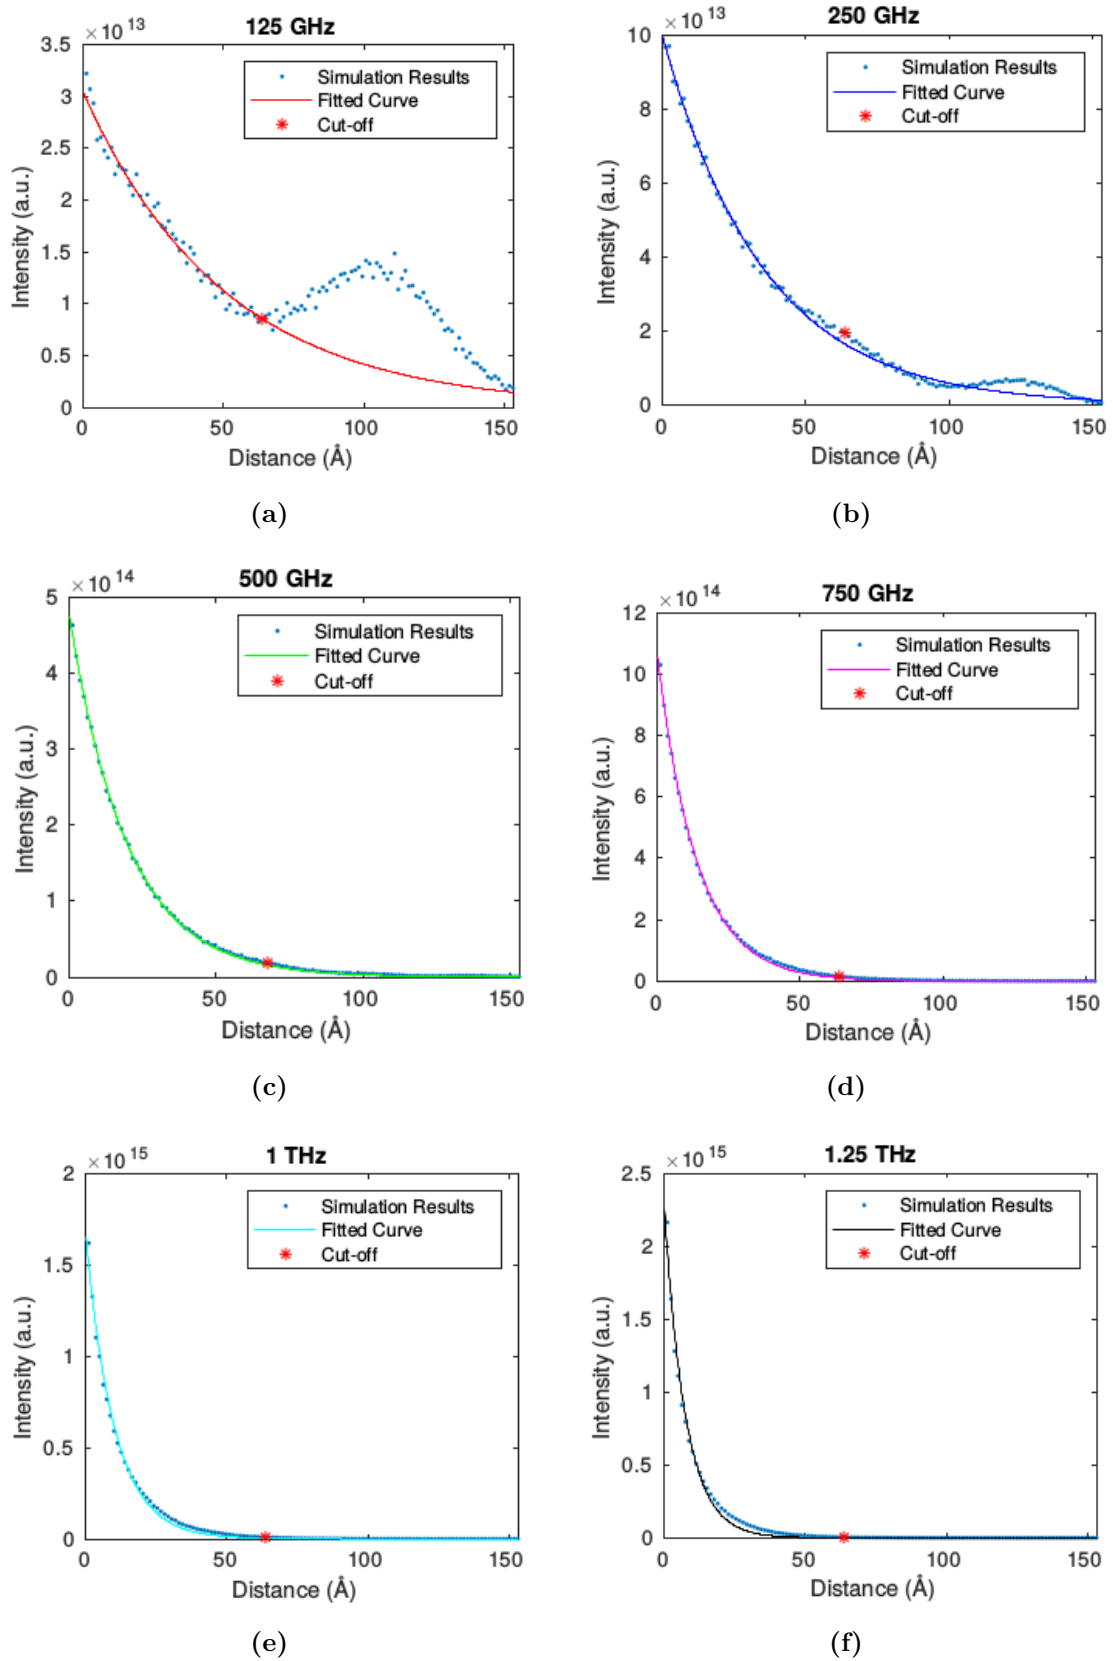 × 10 13
125 GHz
3.5
3
2.5
2
1.5
1
0.5
0
Intensity (a.u.)
Simulation Results
Fitted Curve
Cut-off
0 50 100 150
Distance (Å)
(a)
× 10 13
250 GHz
10
8
6
4
2
0
Intensity (a.u.)
Simulation Results
Fitted Curve
Cut-off
0 50 100 150
Distance (Å)
(b)
× 10 14
500 GHz
5
4
3
2
1
0
Intensity (a.u.)
Simulation Results
Fitted Curve
Cut-off
0 50 100 150
Distance (Å)
(c)
× 10 14
750 GHz
12
10
8
6
4
2
0
Intensity (a.u.)
Simulation Results
Fitted Curve
Cut-off
0 50 100 150
Distance (Å)
(d)
× 10 15
1 THz
2
1.5
1
0.5
0
Intensity (a.u.)
Simulation Results
Fitted Curve
Cut-off
0 50 100 150
Distance (Å)
(e)
× 10 15
1.25 THz
2.5
2
1.5
1
0.5
0
Intensity (a.u.)
Simulation Results
Fitted Curve
Cut-off
0 50 100 150
Distance (Å)
(f)